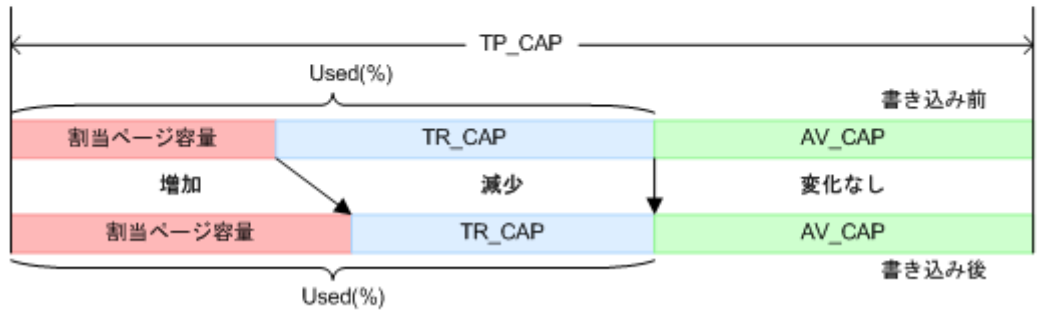 TP_CAP
Used(%)
書き込み前
割当ページ容量 TR_CAP AV_CAP
増加 減少 変化なし
割当ページ容量 TR_CAP AV_CAP
書き込み後
Used(%)